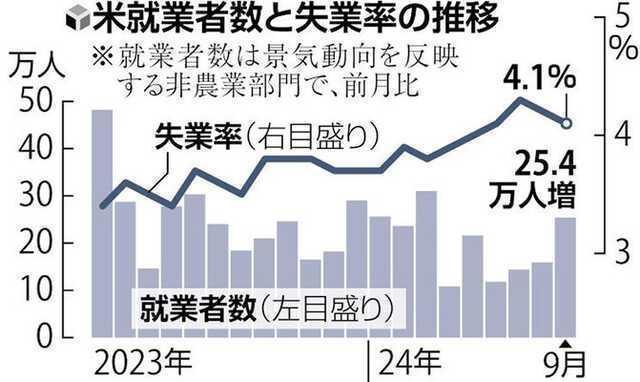 米就業者数と失業率の推移
※就業者数は景気動向を反映
する非農業部門で、前月比
万人
50
40
30
20
10
0
5
%
4
3
4.1%
失業率(右目盛り)
25.4
万人増
就業者数(左目盛り)
2023年
24年
9月